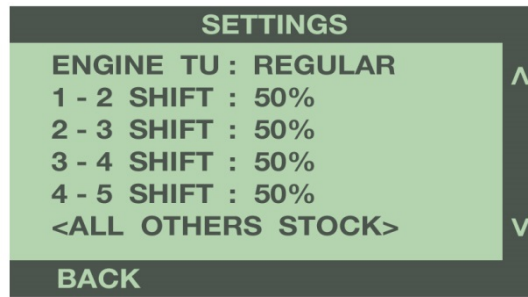 SETTINGS
ENGINE TU : REGULAR
1 - 2 SHIFT : 50%
2 - 3 SHIFT : 50%
3 - 4 SHIFT : 50%
4 - 5 SHIFT : 50%
<ALL OTHERS STOCK>
BACK